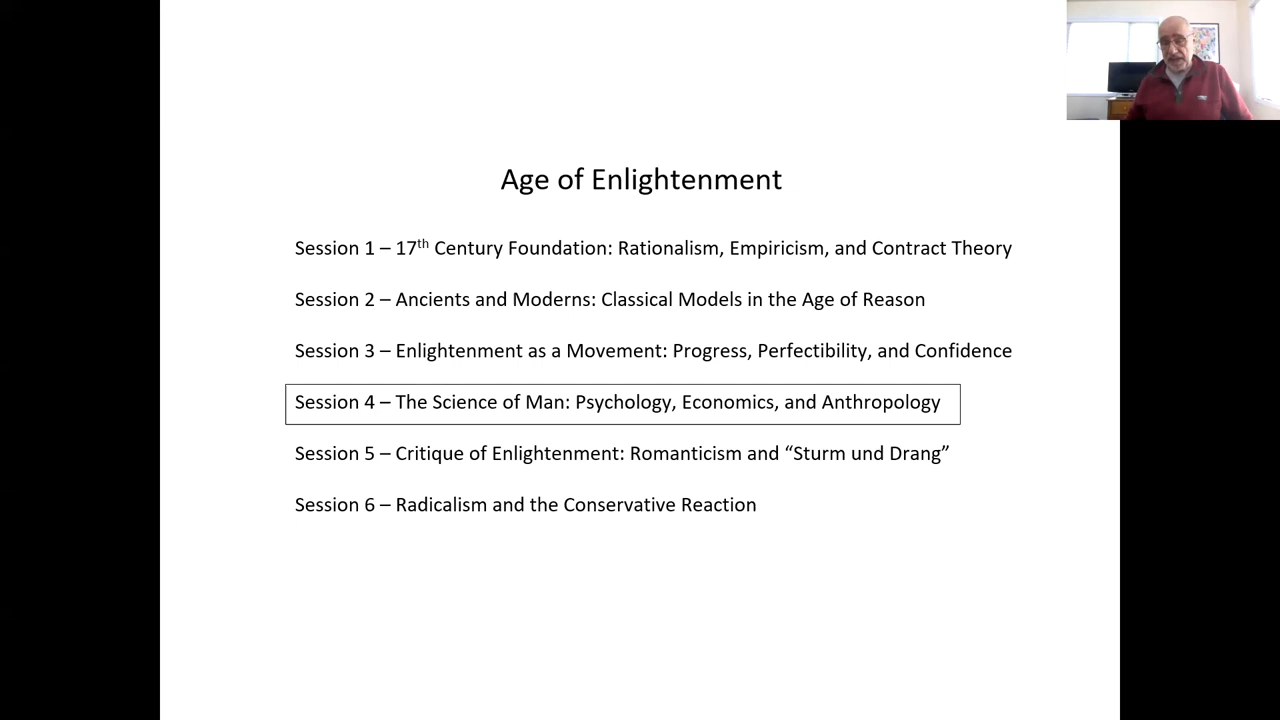 Age of Enlightenment
Session 1 – 17th Century Foundation: Rationalism, Empiricism, and Contract Theory
Session 2 – Ancients and Moderns: Classical Models in the Age of Reason
Session 3 – Enlightenment as a Movement: Progress, Perfectibility, and Confidence
Session 4 – The Science of Man: Psychology, Economics, and Anthropology
Session 5 – Critique of Enlightenment: Romanticism and “Sturm und Drang”
Session 6 – Radicalism and the Conservative Reaction